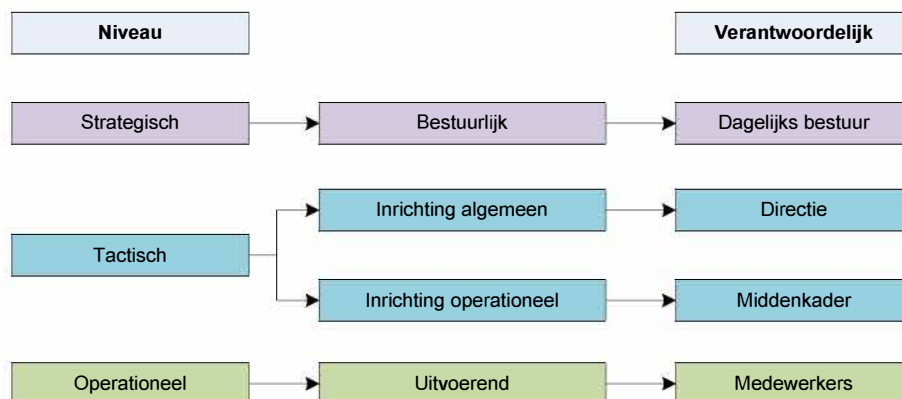 Niveau
Verantwoordelijk
Strategisch
Bestuurlijk
Dagelijks bestuur
Tactisch
Inrichting algemeen
Directie
Inrichting operationeel
Middenkader
Operationeel
Uitvoerend
Medewerkers